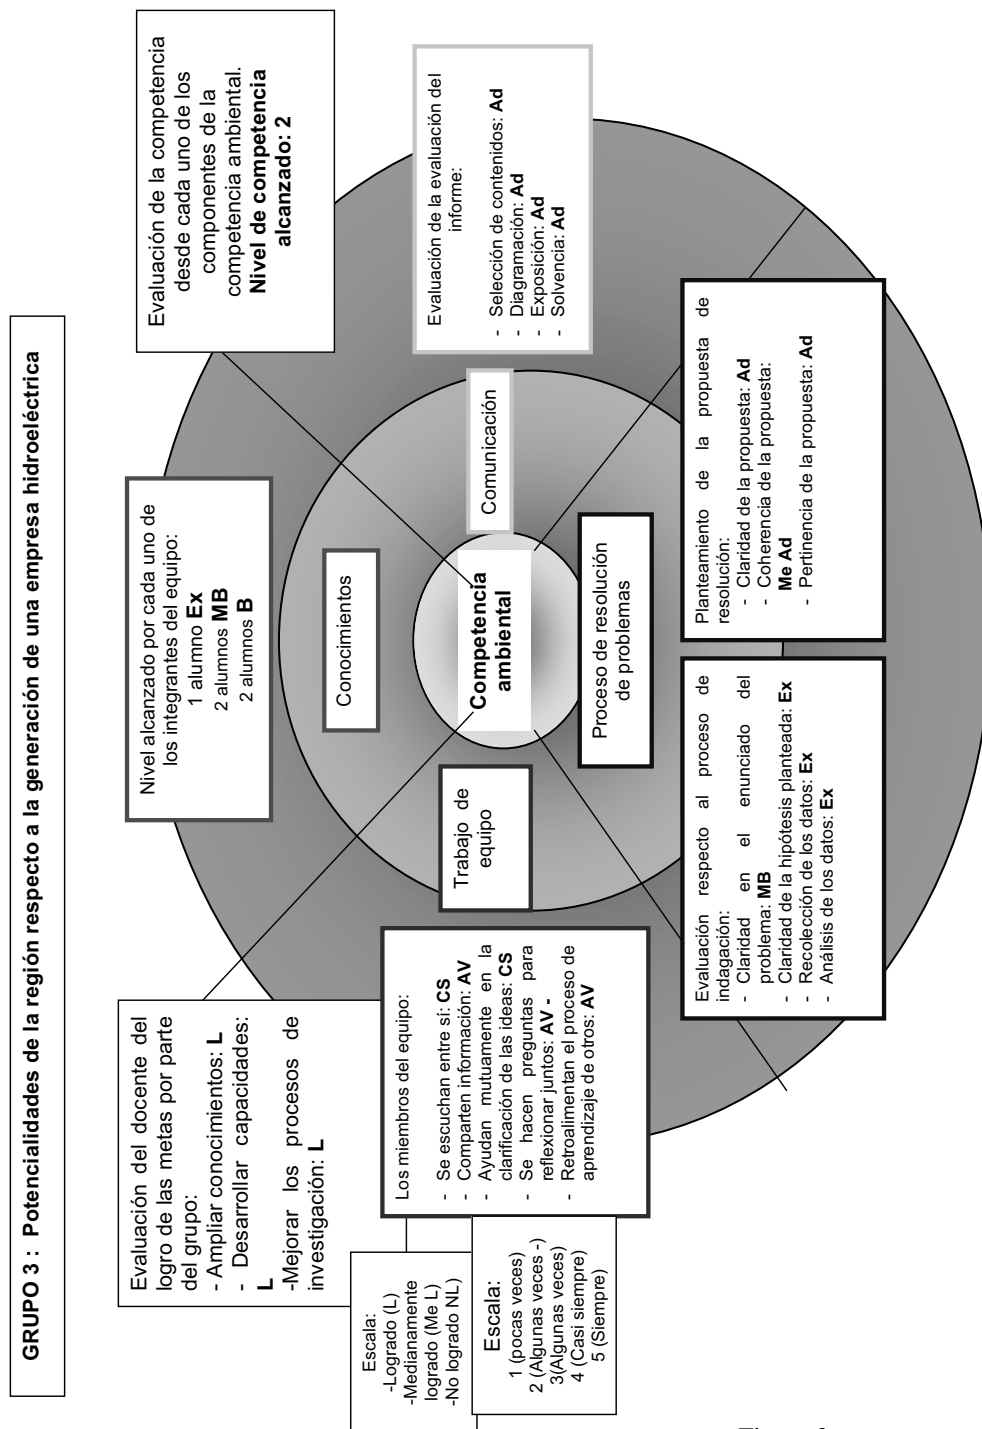 GRUPO 3 :  Potencialidades de la región respecto a la generación de una empresa hidroeléctrica
Evaluación del docente del
logro de las metas por parte
del grupo:
- Ampliar conocimientos: L
- Desarrollar capacidades:
L
-Mejorar los procesos de
investigación: L
Nivel alcanzado por cada uno de
los integrantes del equipo:
1 alumno Ex
2 alumnos MB
2 alumnos B
Evaluación de la competencia
desde cada uno de los
componentes de la
competencia ambiental.
Nivel de competencia
alcanzado: 2
Conocimientos
Escala:
-Logrado (L)
-Medianamente
logrado (Me L)
-No logrado NL)
Los miembros del equipo:
- Se escuchan entre sí: CS
- Comparten información: AV
- Ayudan mutuamente en la
clarificación de las ideas: CS
- Se hacen preguntas para
reflexionar juntos: AV -
- Retroalimentan el proceso de
aprendizaje de otros: AV
Trabajo de
equipo
Competencia
ambiental
Comunicación
Evaluación de la evaluación del
informe:
- Selección de contenidos: Ad
- Diagramación: Ad
- Exposición: Ad
- Solvencia: Ad
Escala:
1 (pocas veces)
2 (Algunas veces -)
3(Algunas veces)
4 (Casi siempre)
5 (Siempre)
Proceso de resolución
de problemas
Evaluación respecto al proceso de
indagación:
- Claridad en el enunciado del
problema: MB
- Claridad de la hipótesis planteada: Ex
- Recolección de los datos: Ex
- Análisis de los datos: Ex
Planteamiento de la propuesta de
resolución:
- Claridad de la propuesta: Ad
- Coherencia de la propuesta:
Me Ad
- Pertinencia de la propuesta: Ad